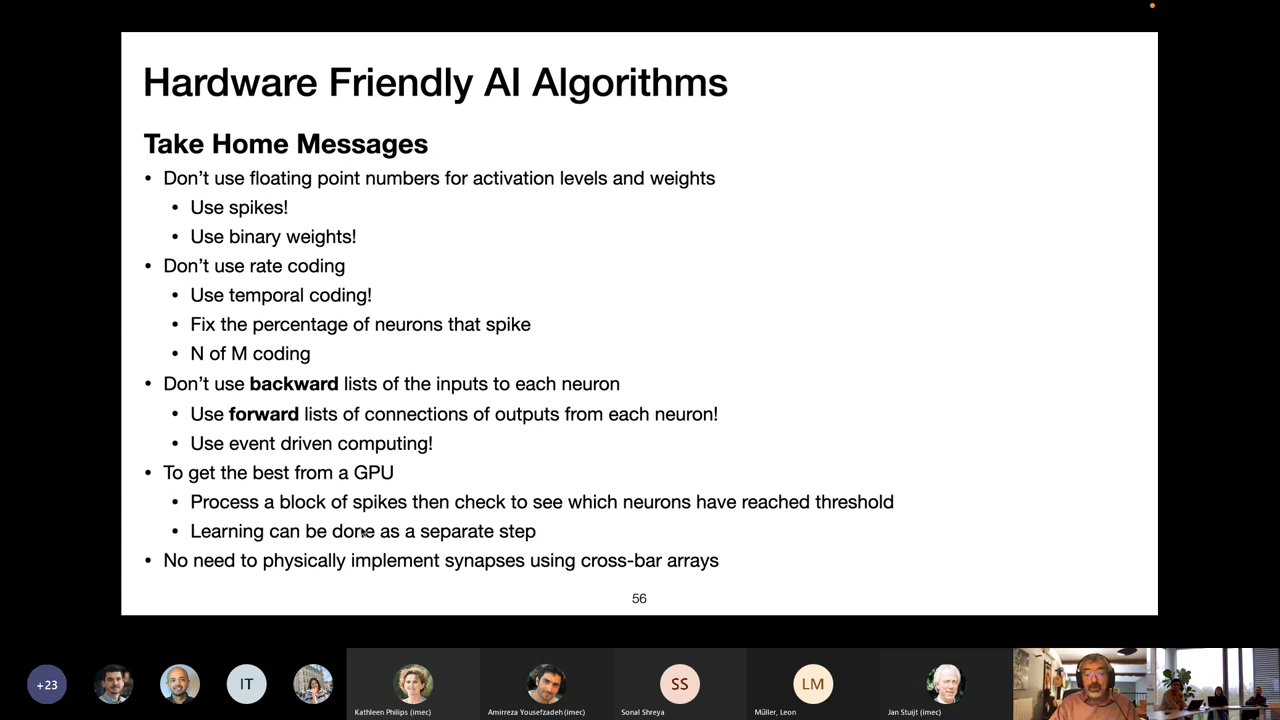 Hardware Friendly AI Algorithms
Take Home Messages
• Don't use floating point numbers for activation levels and weights
• Use spikes!
• Use binary weights!
• Don't use rate coding
• Use temporal coding!
• Fix the percentage of neurons that spike
• N of M coding
• Don't use backward lists of the inputs to each neuron
• Use forward lists of connections of outputs from each neuron!
• Use event driven computing!
• To get the best from a GPU
• Process a block of spikes then check to see which neurons have reached threshold
• Learning can be done as a separate step
• No need to physically implement synapses using cross-bar arrays
56
+23
IT
SS
LM
Kathleen Philips (imec)
Amirreza Yousefzadeh (imec)
Sonal Shreya
Müller, Leon
Jan Stuijt (imec)